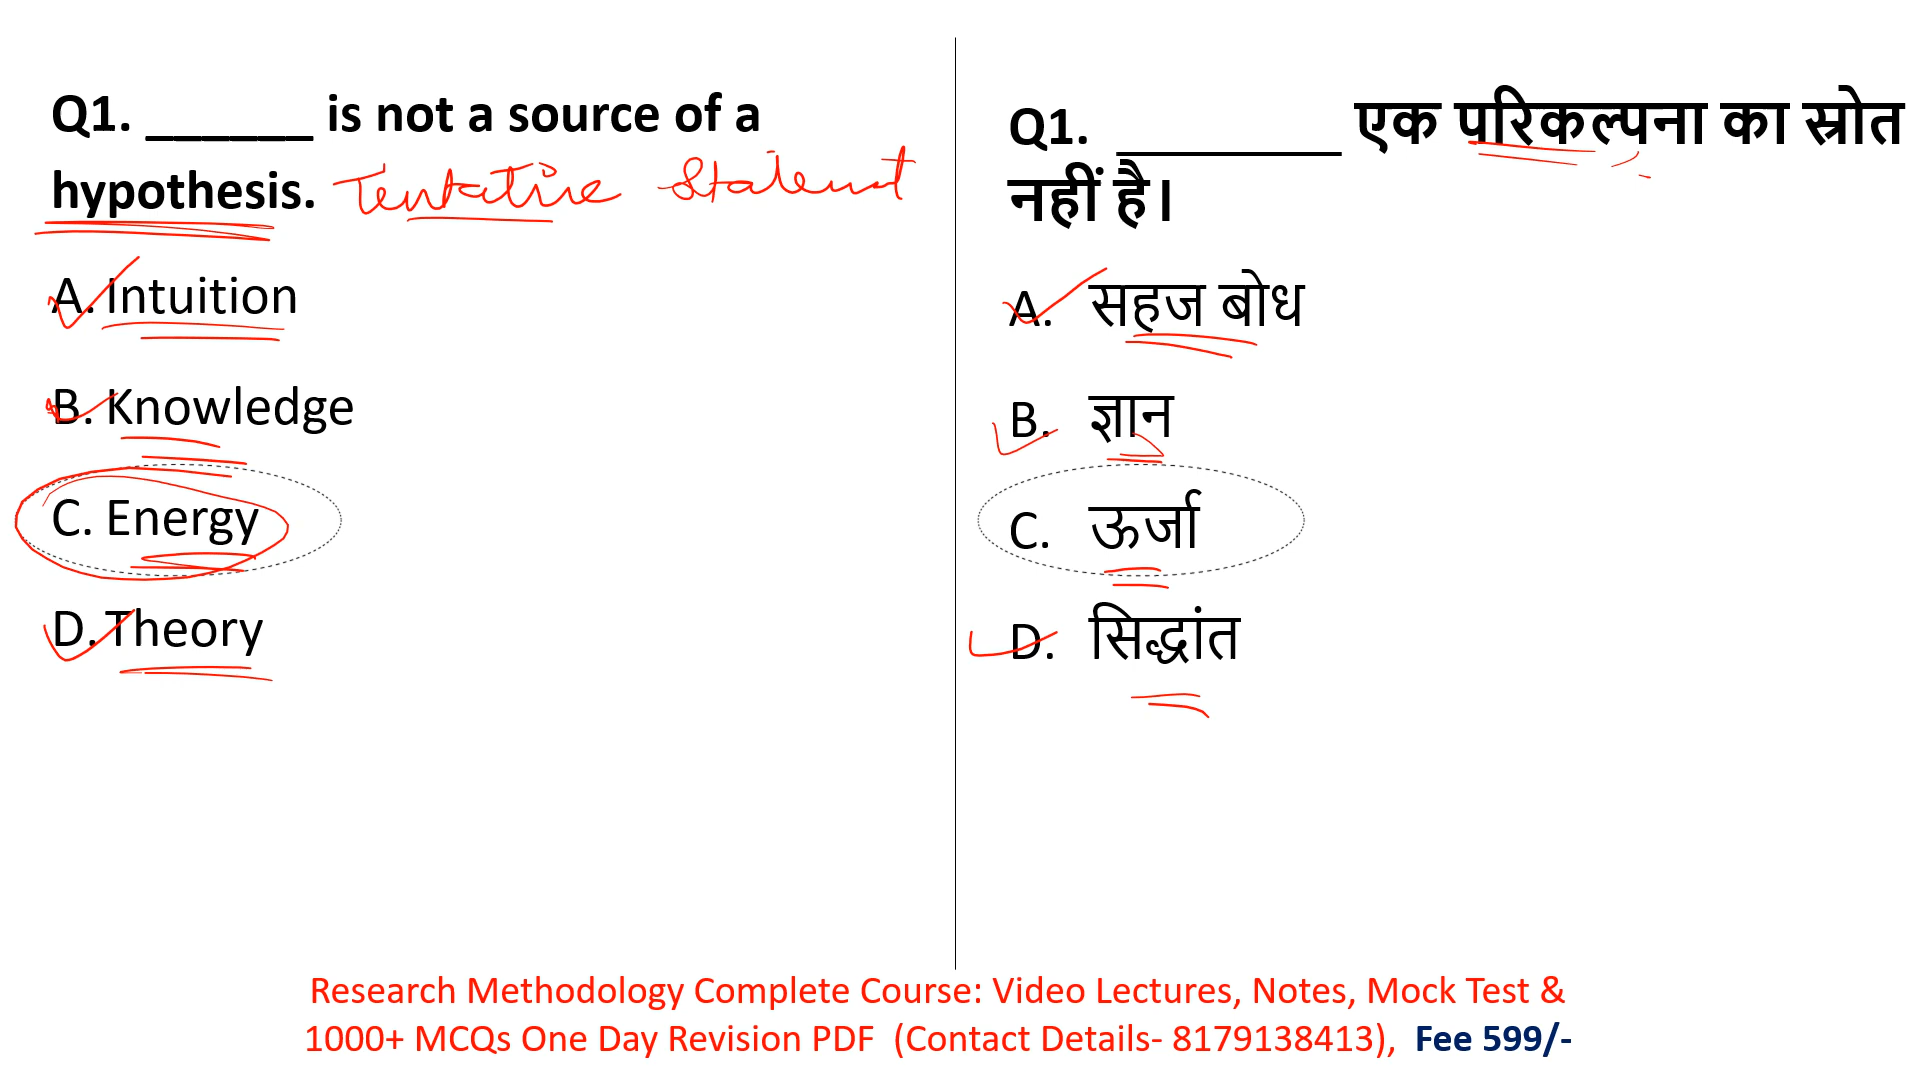 Q1. ______ is not a source of a
hypothesis. Tentative Statement
A. Intuition
B. Knowledge
C. Energy
D. Theory
Q1. ________ एक परिकल्पना का स्रोत
नहीं है।
A. सहज बोध
B. ज्ञान
C. ऊर्जा
D. सिद्धांत
Research Methodology Complete Course: Video Lectures, Notes, Mock Test &
1000+ MCQs One Day Revision PDF (Contact Details- 8179138413), Fee 599/-